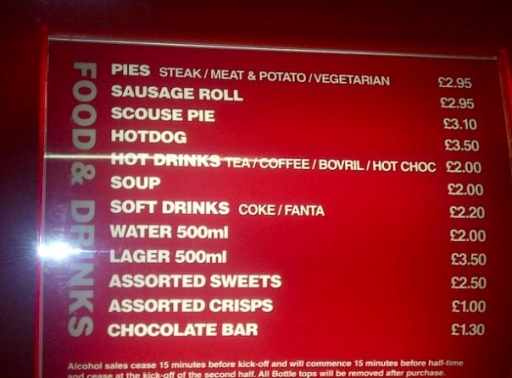 FOOD & DRINKS
PIES STEAK / MEAT & POTATO / VEGETARIAN £2.95
SAUSAGE ROLL £2.95
SCOUSE PIE £3.10
HOTDOG £3.50
HOT DRINKS TEA / COFFEE / BOVRIL / HOT CHOC £2.00
SOUP £2.00
SOFT DRINKS COKE / FANTA £2.20
WATER 500ml £2.00
LAGER 500ml £3.50
ASSORTED SWEETS £2.50
ASSORTED CRISPS £1.00
CHOCOLATE BAR £1.30
Alcohol sales cease 15 minutes before kick-off and will commence 15 minutes before half-time
and cease at the kick-off of the second half. All Bottle tops will be removed after purchase.